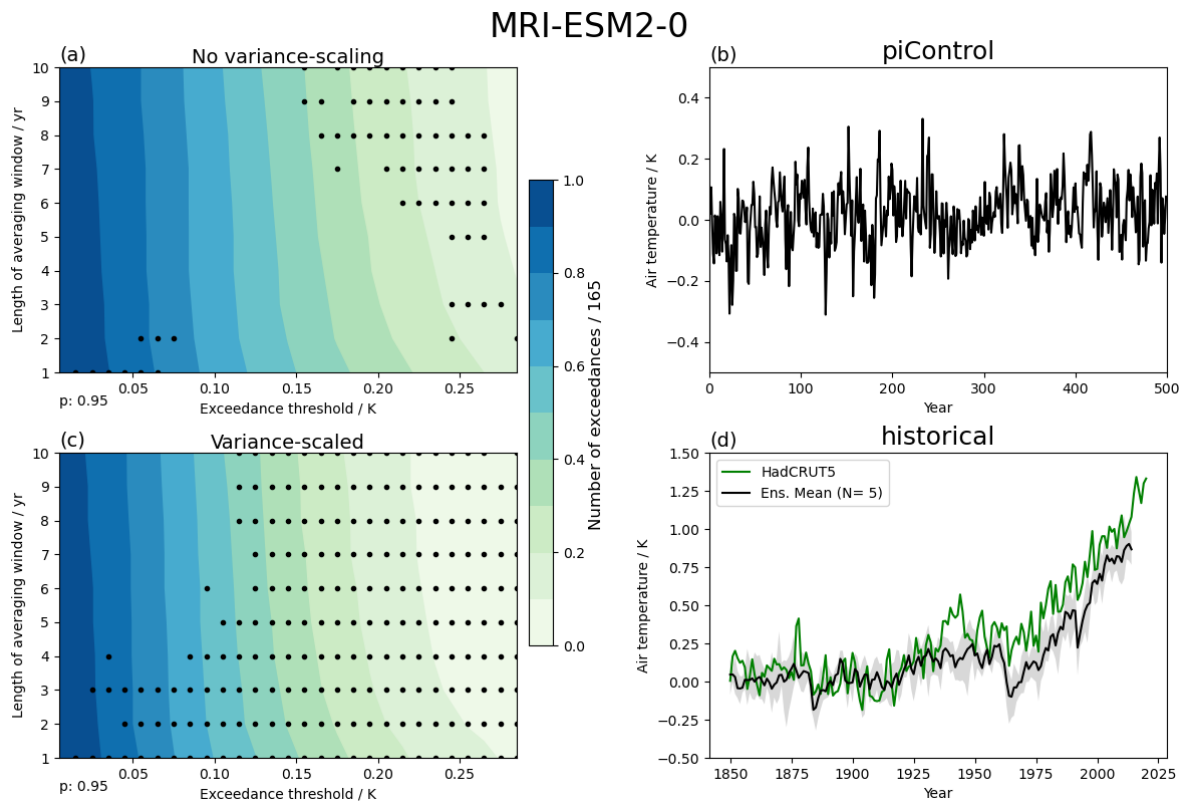 MRI-ESM2-0
(a)
No variance-scaling
Length of averaging window / yr
10
9
8
7
6
5
4
3
2
1
0.05
0.10
0.15
0.20
0.25
Exceedance threshold / K
p: 0.95
(b)
piControl
Air temperature / K
0.4
0.2
0.0
−0.2
−0.4
0
100
200
300
400
500
Year
1.0
0.8
0.6
0.4
0.2
0.0
Number of exceedances / 165
(c)
Variance-scaled
Length of averaging window / yr
10
9
8
7
6
5
4
3
2
1
0.05
0.10
0.15
0.20
0.25
Exceedance threshold / K
p: 0.95
(d)
historical
HadCRUT5
Ens. Mean (N= 5)
Air temperature / K
1.50
1.25
1.00
0.75
0.50
0.25
0.00
−0.25
−0.50
1850
1875
1900
1925
1950
1975
2000
2025
Year